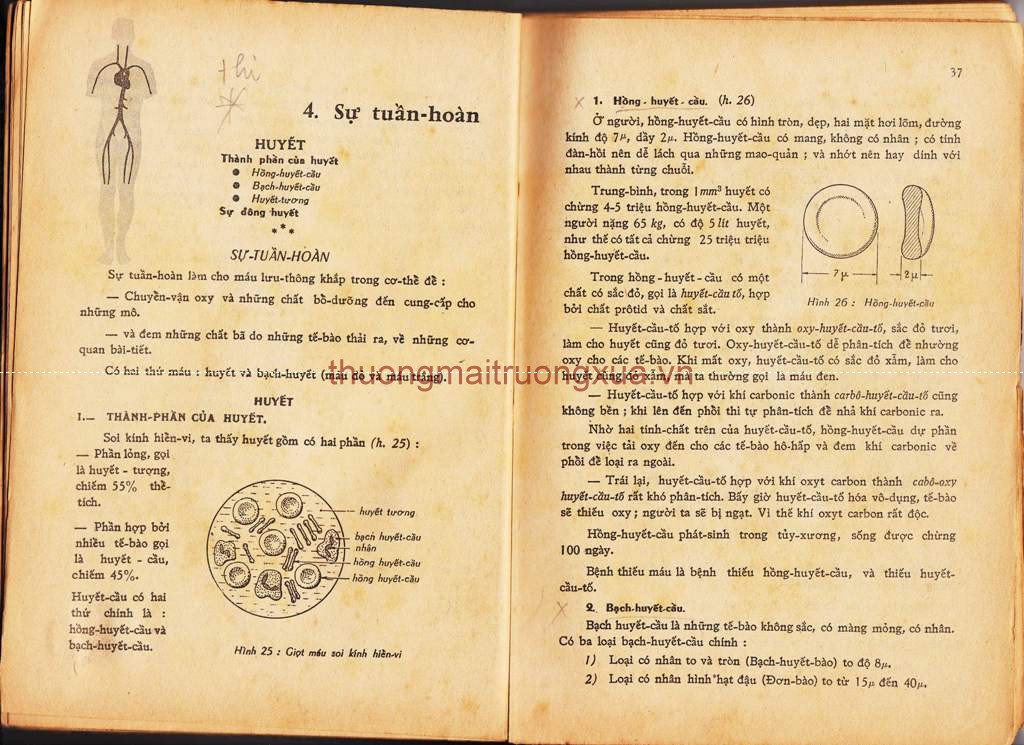 thi
4. Sự tuần-hoàn
HUYẾT
Thành phần của huyết
● Hồng-huyết-cầu
● Bạch-huyết-cầu
● Huyết-tương
Sự đông huyết
***
SỰ-TUẦN-HOÀN
Sự tuần-hoàn làm cho máu lưu-thông khắp trong cơ-thể để :
— Chuyển-vận oxy và những chất bổ-dưỡng đến cung-cấp cho
những mô.
— và đem những chất bã do những tế-bào thải ra, về những cơ-
quan bài-tiết.
Có hai thứ máu : huyết và bạch-huyết (máu đỏ và máu trắng).
HUYẾT
I.— THÀNH-PHẦN CỦA HUYẾT.
Soi kính hiển-vi, ta thấy huyết gồm có hai phần (h. 25) :
— Phần lỏng, gọi
là huyết - tương,
chiếm 55% thể-
tích.
— Phần hợp bởi
nhiều tế-bào gọi
là huyết - cầu,
chiếm 45%.
Huyết-cầu có hai
thứ chính là :
hồng-huyết-cầu và
bạch-huyết-cầu.
huyết tương
bạch huyết-cầu
nhân
hồng huyết-cầu
hồng huyết-cầu
Hình 25 : Giọt máu soi kính hiển-vi
37
1. Hồng - huyết - cầu. (h. 26)
Ở người, hồng-huyết-cầu có hình tròn, dẹp, hai mặt hơi lõm, đường
kính độ 7μ, dầy 2μ. Hồng-huyết-cầu có mang, không có nhân ; có tính
đàn-hồi nên dễ lách qua những mao-quản ; và nhớt nên hay dính với
nhau thành từng chuỗi.
Trung-bình, trong 1mm³ huyết có
chừng 4-5 triệu hồng-huyết-cầu. Một
người nặng 65 kg, có độ 5 lít huyết,
như thế có tất cả chừng 25 triệu triệu
hồng-huyết-cầu.
Trong hồng - huyết - cầu có một
chất có sắc đỏ, gọi là huyết-cầu tố, hợp
bởi chất prôtid và chất sắt.
7 μ
2 μ
Hình 26 : Hồng-huyết-cầu
— Huyết-cầu-tố hợp với oxy thành oxy-huyết-cầu-tố, sắc đỏ tươi,
làm cho huyết cũng đỏ tươi. Oxy-huyết-cầu-tố dễ phân-tích để nhường
oxy cho các tế-bào. Khi mất oxy, huyết-cầu-tố có sắc đỏ xẫm, làm cho
huyết cũng đỏ xẫm, mà ta thường gọi là máu đen.
thuongmaitruongxua.vn
— Huyết-cầu-tố hợp với khí carbonic thành carbô-huyết-cầu-tố cũng
không bền ; khi lên đến phổi thì tự phân-tích để nhả khí carbonic ra.
Nhờ hai tính-chất trên của huyết-cầu-tố, hồng-huyết-cầu dự phần
trong việc tải oxy đến cho các tế-bào hô-hấp và đem khí carbonic về
phổi để loại ra ngoài.
— Trái lại, huyết-cầu-tố hợp với khí oxyt carbon thành cabô-oxy
huyết-cầu-tố rất khó phân-tích. Bấy giờ huyết-cầu-tố hóa vô-dụng, tế-bào
sẽ thiếu oxy ; người ta sẽ bị ngạt. Vì thế khí oxyt carbon rất độc.
Hồng-huyết-cầu phát-sinh trong tủy-xương, sống được chừng
100 ngày.
Bệnh thiếu máu là bệnh thiếu hồng-huyết-cầu, và thiếu huyết-
cầu-tố.
2. Bạch-huyết-cầu.
Bạch huyết-cầu là những tế-bào không sắc, có màng mỏng, có nhân.
Có ba loại bạch-huyết-cầu chính :
1) Loại có nhân to và tròn (Bạch-huyết-bào) to độ 8μ.
2) Loại có nhân hình hạt đậu (Đơn-bào) to từ 15μ đến 40μ.